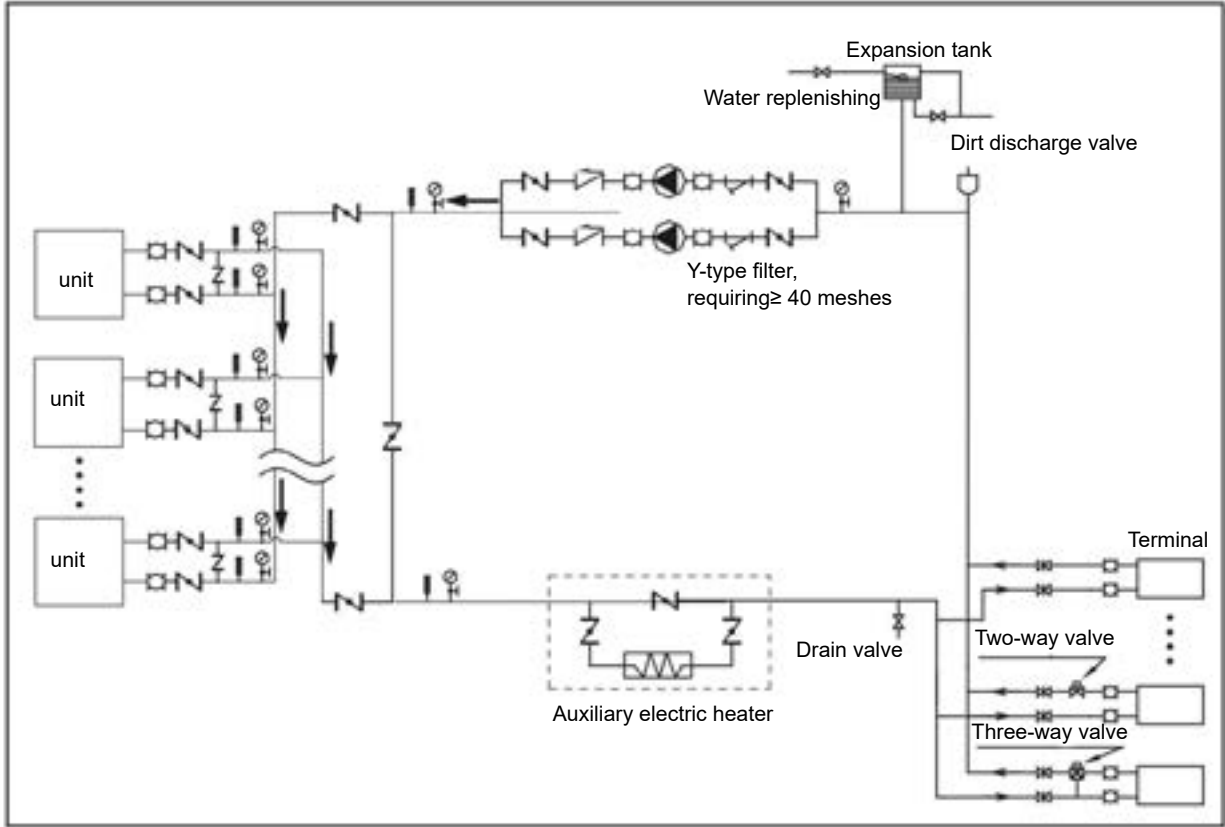 Expansion tank
Water replenishing
Dirt discharge valve
unit
Y-type filter,
requiring≥ 40 meshes
unit
unit
Terminal
Two-way valve
Drain valve
Auxiliary electric heater
Three-way valve